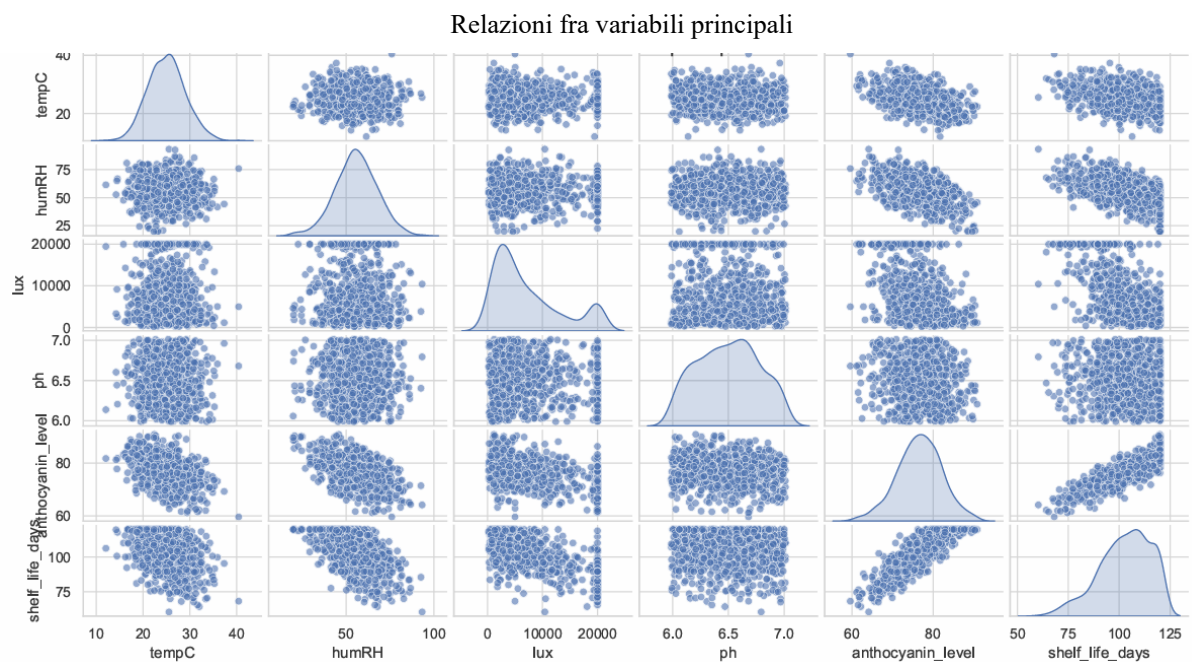 Relazioni fra variabili principali
40
20
tempC
75
50
25
humRH
20000
10000
0
lux
7.0
6.5
6.0
ph
80
60
anthocyanin_level
100
75
shelf_life_days
10 20 30 40 50 100 0 10000 20000 6.0 6.5 7.0 60 80 50 75 100 125
tempC humRH lux ph anthocyanin_level shelf_life_days